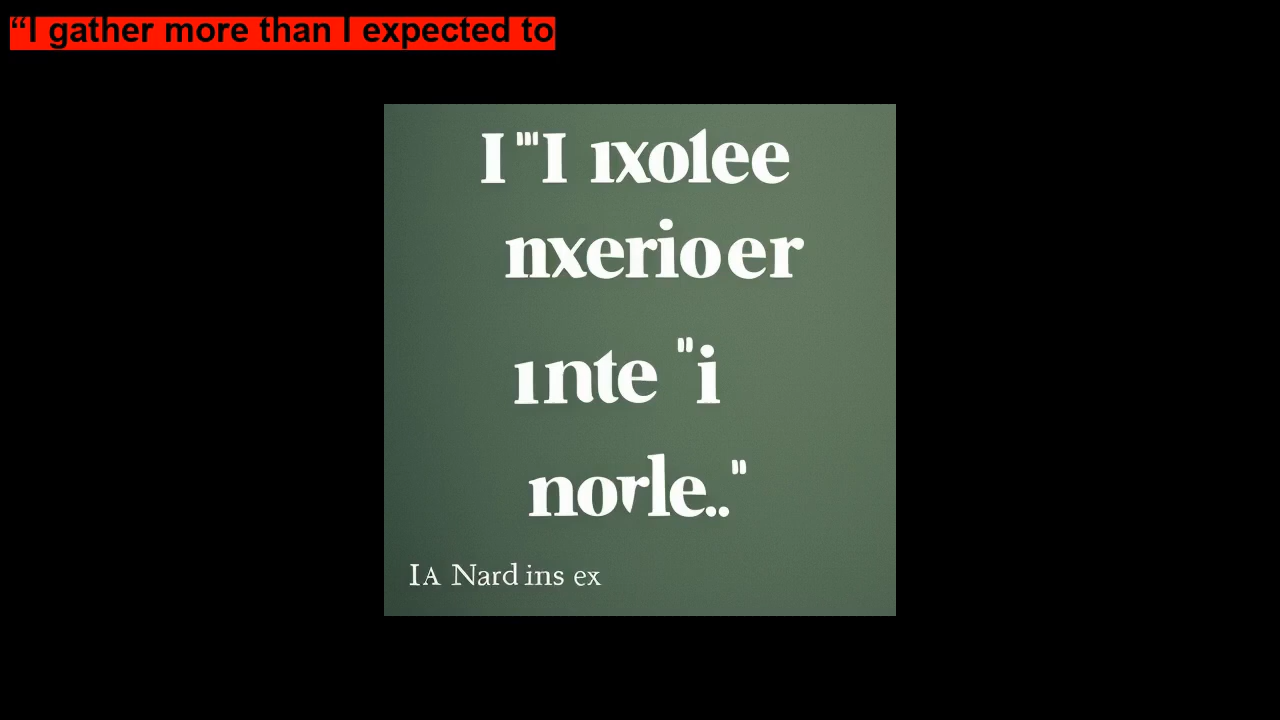 “I gather more than I expected to
I "'I ıxolee
nxerioer
ınte "i
norle.."
IA Nard ins ex